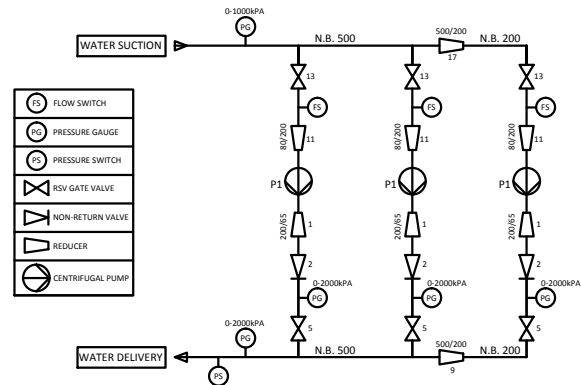 0-1000kPA
PG
WATER SUCTION
N.B. 500
500/200
17
N.B. 200
13
13
13
FS
FS
FS
80/200
11
80/200
11
80/200
11
P1
P1
P1
200/65
1
200/65
1
200/65
1
2
2
2
0-2000kPA
0-2000kPA
0-2000kPA
PG
PG
PG
5
5
5
0-2000kPA
PG
WATER DELIVERY
N.B. 500
500/200
9
N.B. 200
PS
FS FLOW SWITCH
PG PRESSURE GAUGE
PS PRESSURE SWITCH
RSV GATE VALVE
NON-RETURN VALVE
REDUCER
CENTRIFUGAL PUMP